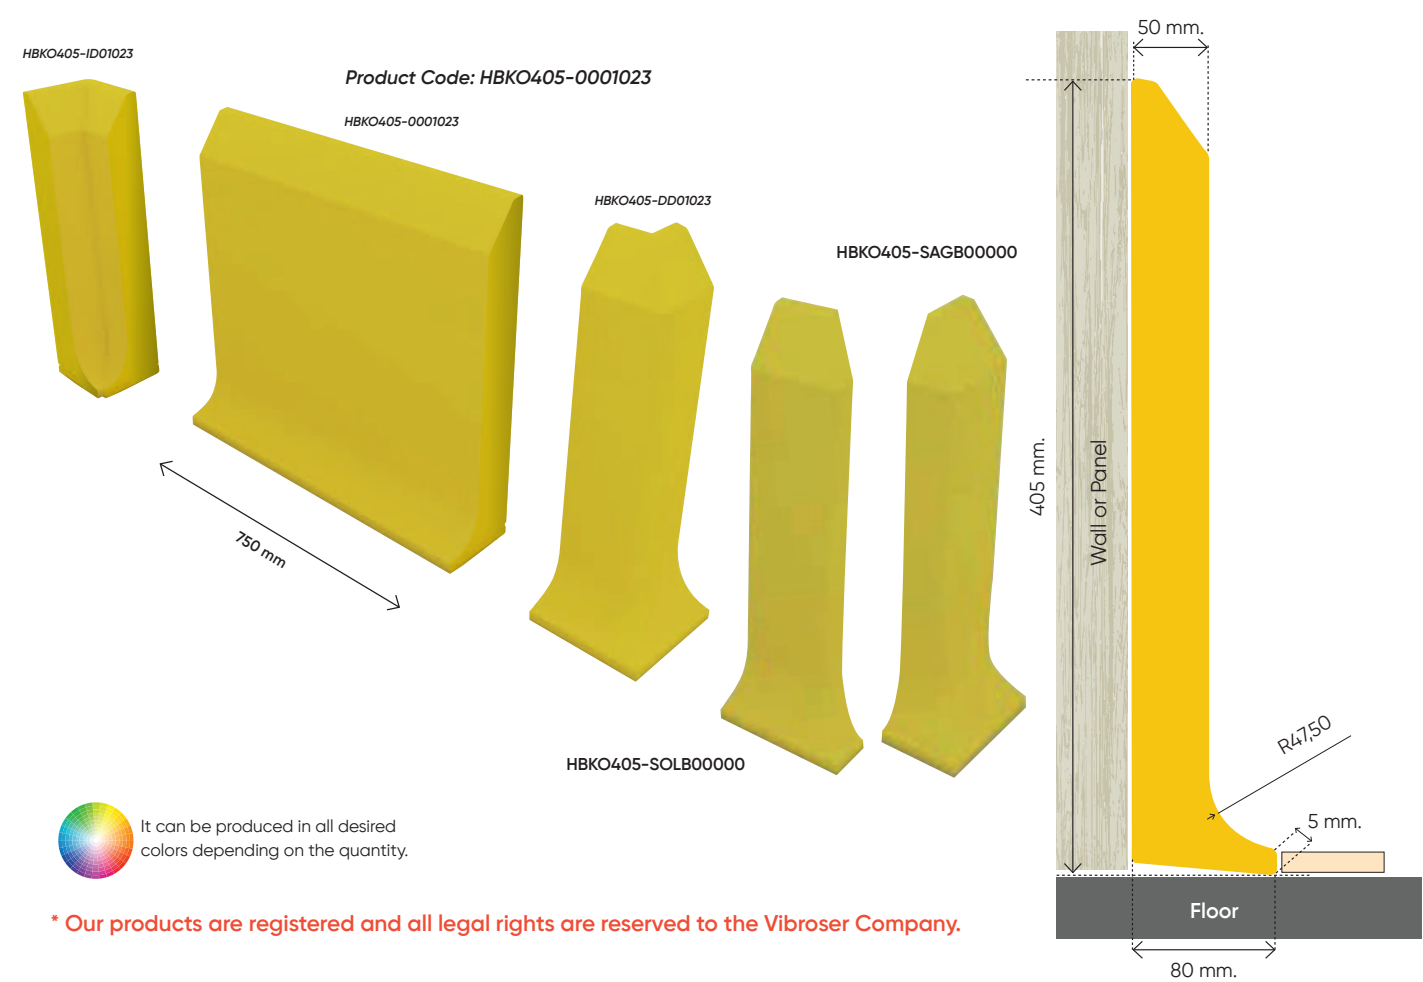 HBKO405-ID01023
Product Code: HBKO405-0001023
HBKO405-0001023
HBKO405-DD01023
HBKO405-SAGB00000
750 mm
HBKO405-SOLB00000
It can be produced in all desired
colors depending on the quantity.
* Our products are registered and all legal rights are reserved to the Vibroser Company.
50 mm.
405 mm.
Wall or Panel
R47,50
5 mm.
Floor
80 mm.